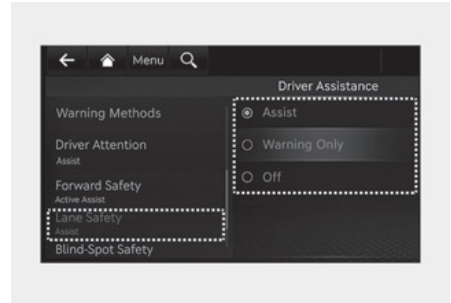 Menu
Driver Assistance
Warning Methods
Driver Attention
Assist
Forward Safety
Active Assist
Lane Safety
Assist
Blind-Spot Safety
Assist
Warning Only
Off